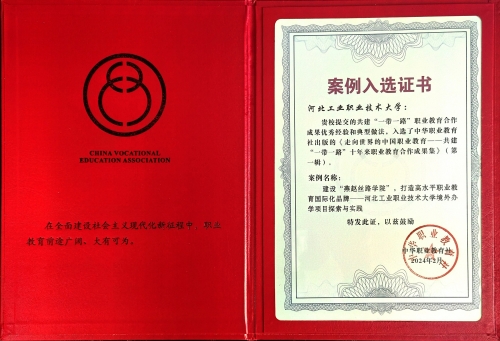 CHINA VOCATIONAL
EDUCATION ASSOCIATION
在全面建设社会主义现代化新征程中，职业
教育前途广阔、大有可为。
案例入选证书
河北工业职业技术大学：
贵校提交的共建“一带一路”职业教育合作
成果优秀经验和典型做法，入选了中华职业教育
社出版的《走向世界的中国职业教育——共建
“一带一路”十年来职业教育合作成果集》（第
一辑）。
案例名称：
建设“燕赵丝路学院”，打造高水平职业教
育国际化品牌——河北工业职业技术大学境外办
学项目探索与实践
特发此证，以兹鼓励
中华职业教育社
2024年2月